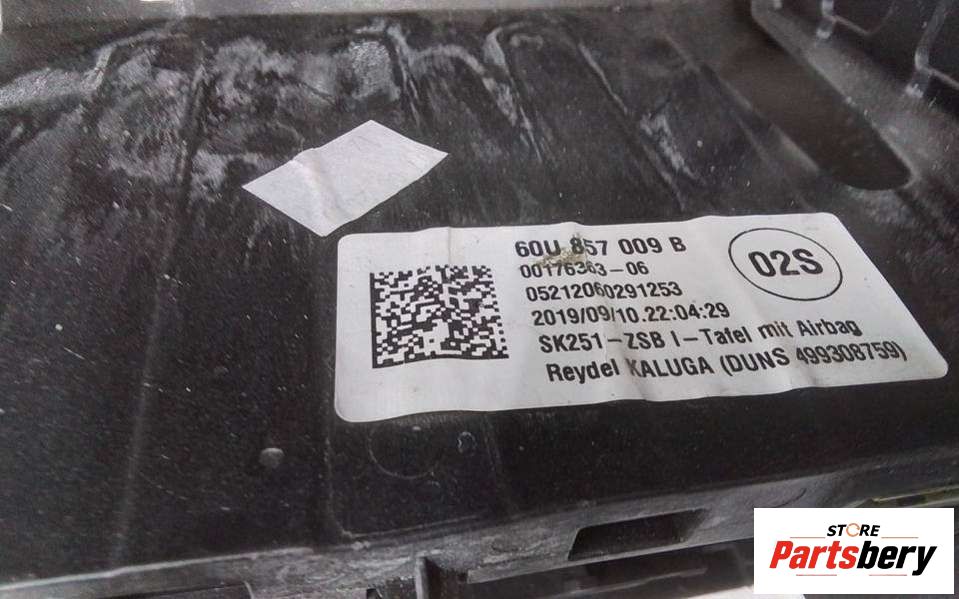 60U 857 009 B
00176363-06
05212060291253
2019/09/10.22:04:29
SK251-ZSB I-Tafel mit Airbag
Reydel KALUGA (DUNS 499308759)
02S
STORE
Partsbery